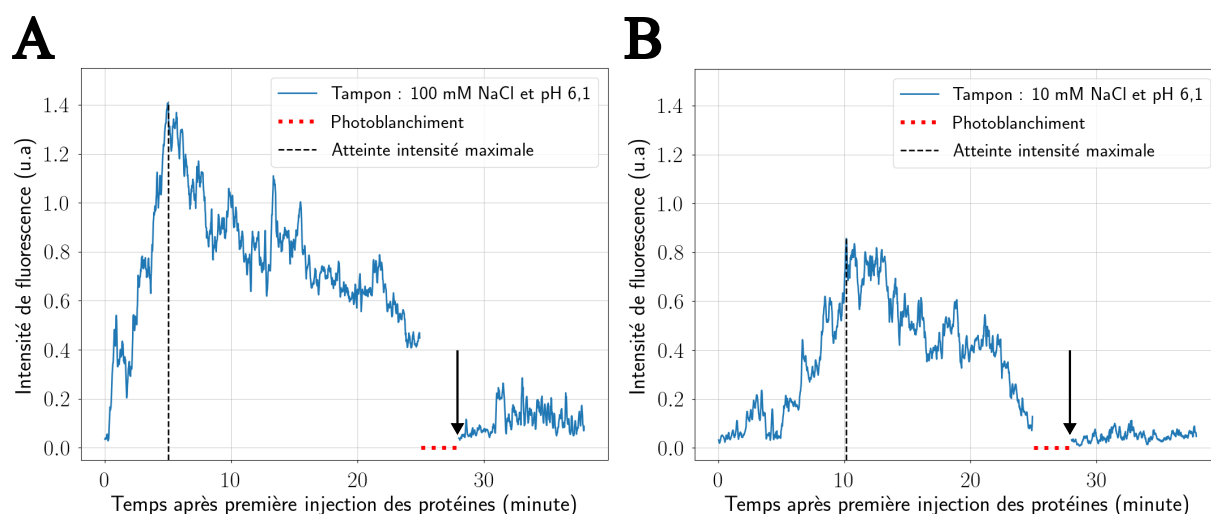 A
Intensité de fluorescence (u.a)
1.4
1.2
1.0
0.8
0.6
0.4
0.2
0.0
Tampon : 100 mM NaCl et pH 6,1
Photoblanchiment
Atteinte intensité maximale
0 10 20 30
Temps après première injection des protéines (minute)
B
Intensité de fluorescence (u.a)
1.4
1.2
1.0
0.8
0.6
0.4
0.2
0.0
Tampon : 10 mM NaCl et pH 6,1
Photoblanchiment
Atteinte intensité maximale
0 10 20 30
Temps après première injection des protéines (minute)